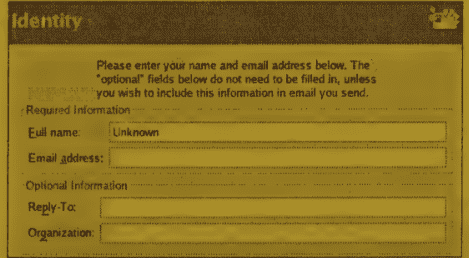 Identity
Please enter your name and email address below. The
"optional" fields below do not need to be filled in, unless
you wish to include this information in email you send.
Required Information
Full name: Unknown
Email address:
Optional Information
Reply-To:
Organization: